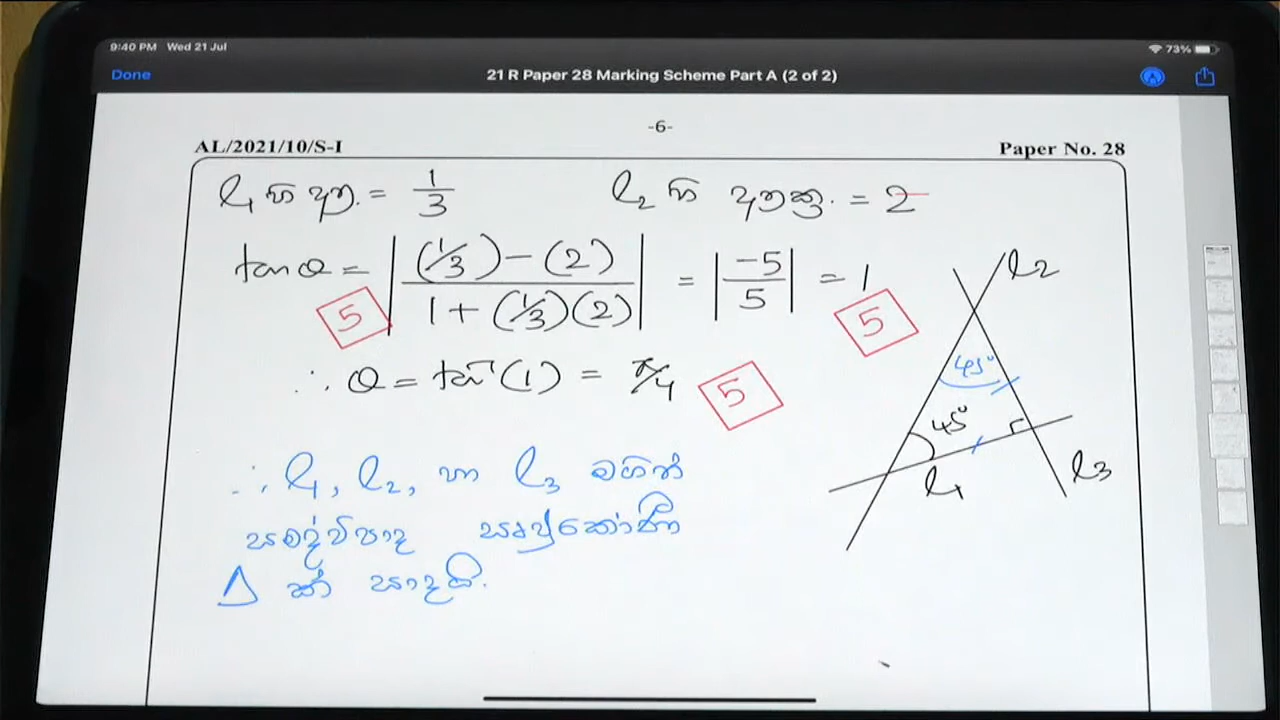 9:40 PM Wed 21 Jul
73%
Done
21 R Paper 28 Marking Scheme Part A (2 of 2)
-6-
AL/2021/10/S-I
Paper No. 28
l₁ හි අනු. = 1/3
l₂ හි අනුක්‍ර. = 2
tanθ = |((1/3) – (2))/(1 + (1/3)(2))| = |–5/5| = 1
5
5
∴ θ = tan⁻¹(1) = π/4
5
l2
45°
45°
l1
l3
∴ l₁, l₂, හා l₃ මගින්
සමද්විපාද සෘජුකෝණී
Δ ක් සෑදෙයි.